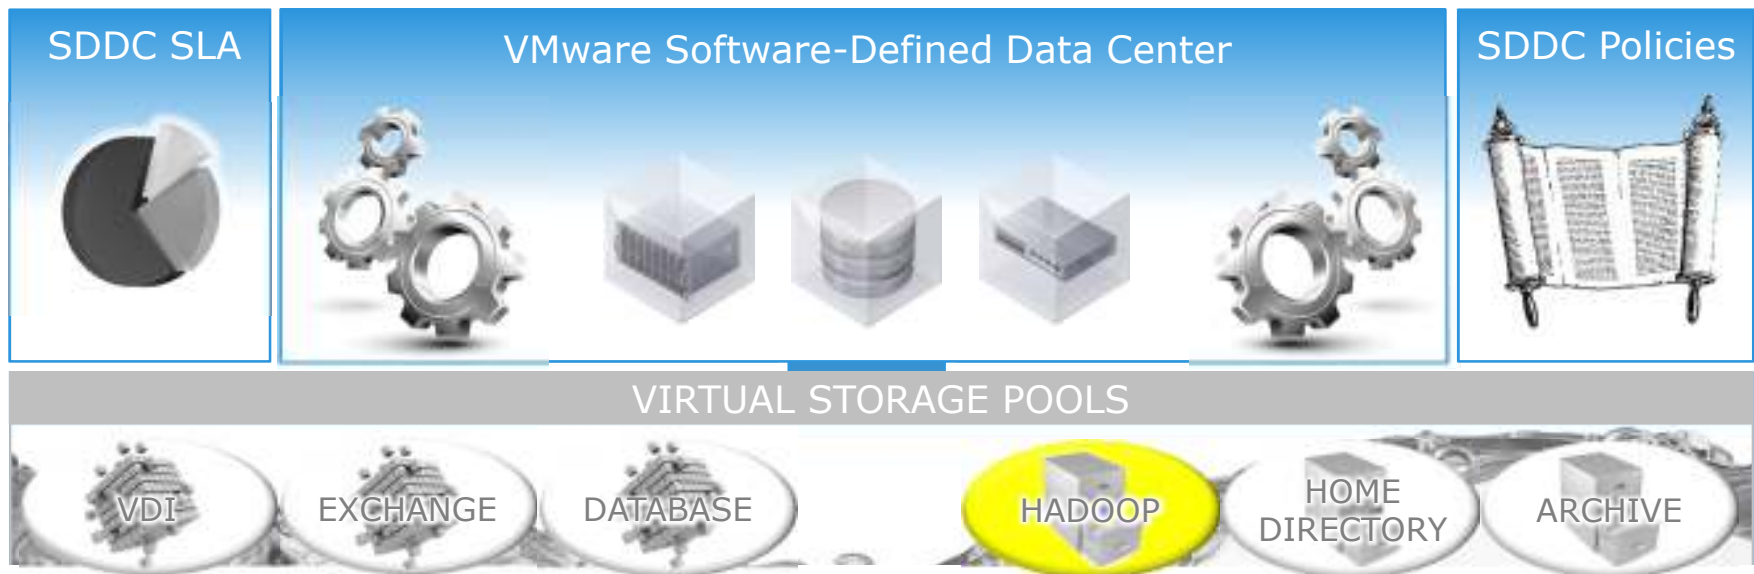 SDDC SLA
VMware Software-Defined Data Center
SDDC Policies
VIRTUAL STORAGE POOLS
VDI
EXCHANGE
DATABASE
HADOOP
HOME
DIRECTORY
ARCHIVE